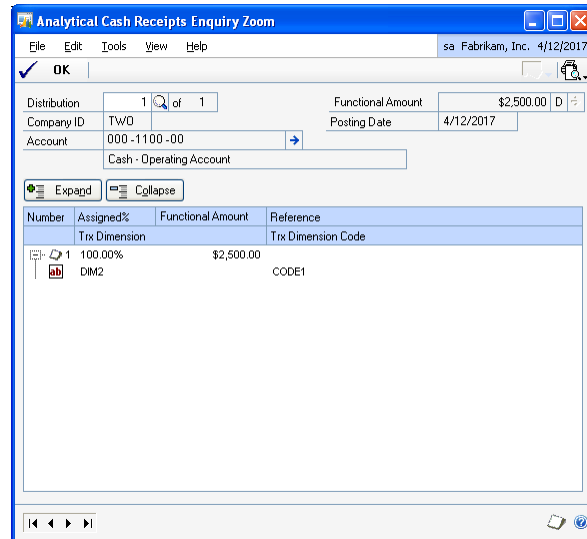 Analytical Cash Receipts Enquiry Zoom
File Edit Tools View Help sa Fabrikam, Inc. 4/12/2017
OK
Distribution 1 of 1 Functional Amount $2,500.00 D
Company ID TWO Posting Date 4/12/2017
Account 000 -1100 -00
Cash - Operating Account
Expand Collapse
Number Assigned% Functional Amount Reference
Trx Dimension Trx Dimension Code
1 100.00% $2,500.00
ab DIM2 CODE1